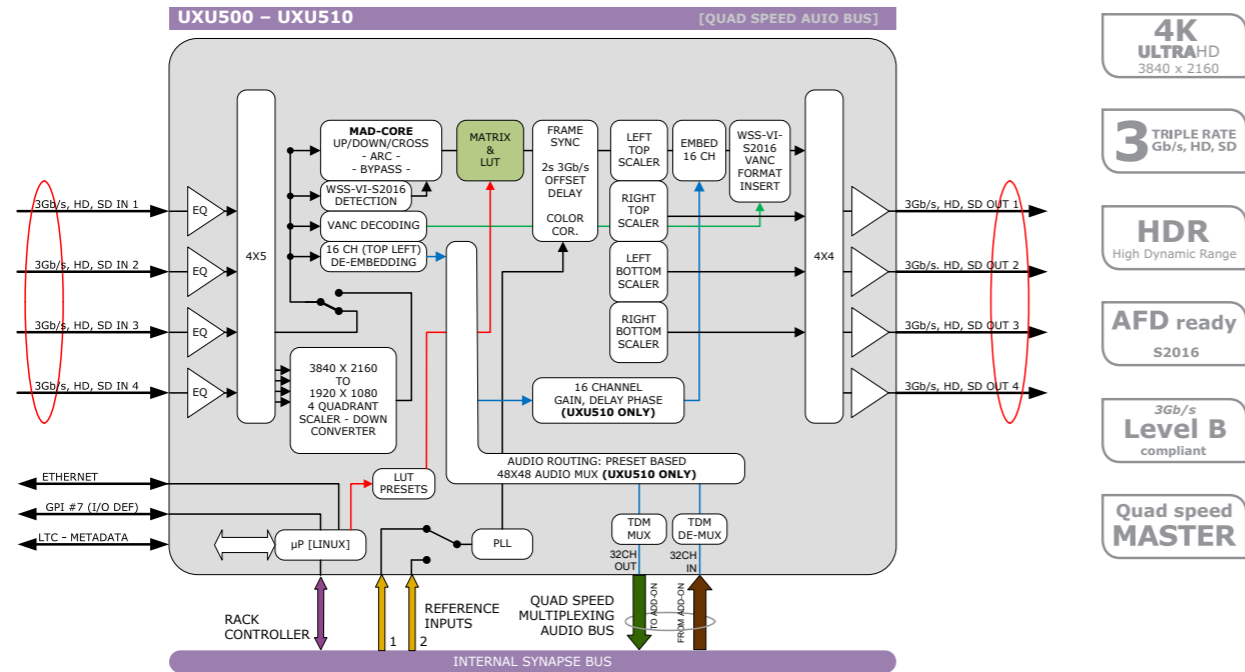 UXU500 – UXU510
[QUAD SPEED AUIO BUS]
4K
ULTRAHD
3840 x 2160
3 TRIPLE RATE
Gb/s, HD, SD
HDR
High Dynamic Range
AFD ready
S2016
3Gb/s
Level B
compliant
Quad speed
MASTER
3Gb/s, HD, SD IN 1
3Gb/s, HD, SD IN 2
3Gb/s, HD, SD IN 3
3Gb/s, HD, SD IN 4
EQ
EQ
EQ
EQ
4X5
MAD-CORE
UP/DOWN/CROSS
- ARC -
- BYPASS -
WSS-VI-S2016
DETECTION
VANC DECODING
16 CH (TOP LEFT)
DE-EMBEDDING
3840 X 2160
TO
1920 X 1080
4 QUADRANT
SCALER - DOWN
CONVERTER
MATRIX
&
LUT
FRAME
SYNC
2s 3Gb/s
OFFSET
DELAY
COLOR
COR.
LEFT
TOP
SCALER
RIGHT
TOP
SCALER
LEFT
BOTTOM
SCALER
RIGHT
BOTTOM
SCALER
EMBED
16 CH
WSS-VI-
S2016
VANC
FORMAT
INSERT
4X4
3Gb/s, HD, SD OUT 1
3Gb/s, HD, SD OUT 2
3Gb/s, HD, SD OUT 3
3Gb/s, HD, SD OUT 4
16 CHANNEL
GAIN, DELAY PHASE
(UXU510 ONLY)
AUDIO ROUTING: PRESET BASED
48X48 AUDIO MUX (UXU510 ONLY)
LUT
PRESETS
ETHERNET
GPI #7 (I/O DEF)
LTC - METADATA
µP [LINUX]
PLL
TDM
MUX
TDM
DE-MUX
32CH
OUT
32CH
IN
RACK
CONTROLLER
1
2
REFERENCE
INPUTS
QUAD SPEED
MULTIPLEXING
AUDIO BUS
TO ADD-ON
FROM ADD-ON
INTERNAL SYNAPSE BUS